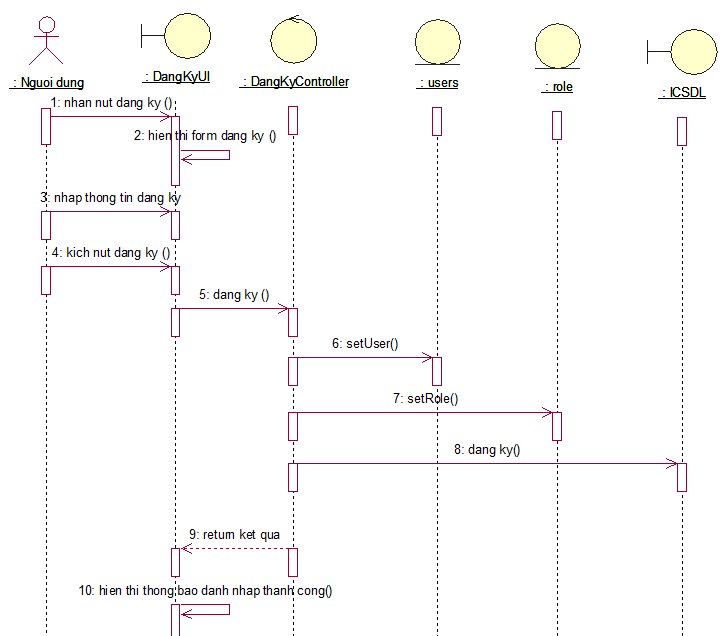 : Nguoi dung
: DangKyUI
: DangKyController
: users
: role
: ICSDL
1: nhan nut dang ky ()
2: hien thi form dang ky ()
3: nhap thong tin dang ky
4: kich nut dang ky ()
5: dang ky ()
6: setUser()
7: setRole()
8: dang ky()
9: return ket qua
10: hien thi thong bao danh nhap thanh cong()